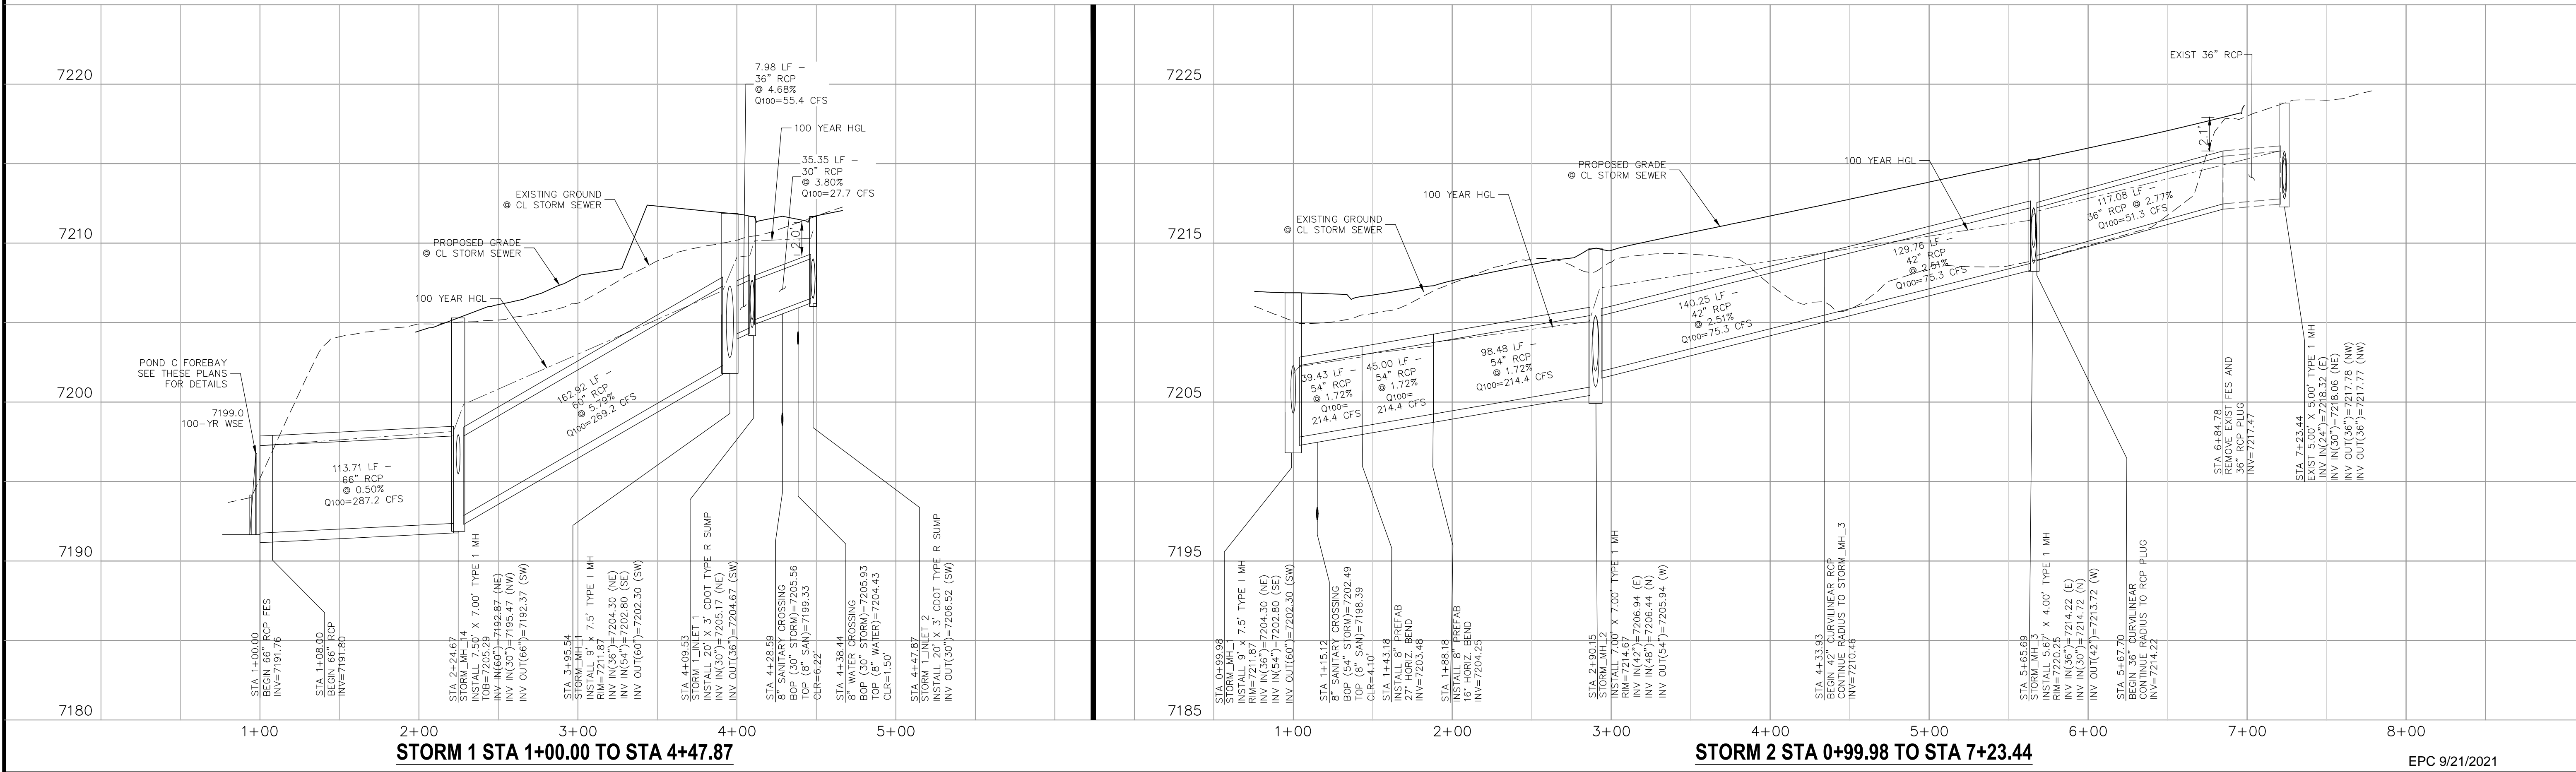 7220
7210
7200
7190
7180
7.98 LF –
36" RCP
@ 4.68%
Q100=55.4 CFS
100 YEAR HGL
35.35 LF –
30" RCP
@ 3.80%
Q100=27.7 CFS
EXISTING GROUND
@ CL STORM SEWER
PROPOSED GRADE
@ CL STORM SEWER
100 YEAR HGL
2.0'
POND C FOREBAY
SEE THESE PLANS
FOR DETAILS
7199.0
100-YR WSE
113.71 LF –
66" RCP
@ 0.50%
Q100=287.2 CFS
162.92 LF –
60" RCP
@ 5.79%
Q100=269.2 CFS
STA 1+00.00
BEGIN 66" RCP FES
INV=7191.76
STA 1+08.00
BEGIN 66" RCP
INV=7191.80
STA 2+24.67
STORM_MH_14
INSTALL 7.50' X 7.00' TYPE 1 MH
TOB=7205.29
INV IN(60")=7192.87 (NE)
INV IN(30")=7195.47 (NW)
INV OUT(66")=7192.37 (SW)
STA 3+95.54
STORM_MH_1
INSTALL 9' X 7.5' TYPE I MH
RIM=7211.87
INV IN(36")=7204.30 (NE)
INV IN(54")=7202.80 (SE)
INV OUT(60")=7202.30 (SW)
STA 4+09.53
STORM 1_INLET 1
INSTALL 20' X 3' CDOT TYPE R SUMP
INV IN(30")=7205.17 (NE)
INV OUT(36")=7204.67 (SW)
STA 4+28.59
8" SANITARY CROSSING
BOP (30" STORM)=7205.56
TOP (8" SAN)=7199.33
CLR=6.22'
STA 4+38.44
8" WATER CROSSING
BOP (30" STORM)=7205.93
TOP (8" WATER)=7204.43
CLR=1.50'
STA 4+47.87
STORM 1_INLET 2
INSTALL 20' X 3' CDOT TYPE R SUMP
INV OUT(30")=7206.52 (SW)
1+00
2+00
3+00
4+00
5+00
STORM 1 STA 1+00.00 TO STA 4+47.87
7225
7215
7205
7195
7185
EXIST 36" RCP
2.1'
PROPOSED GRADE
@ CL STORM SEWER
100 YEAR HGL
100 YEAR HGL
EXISTING GROUND
@ CL STORM SEWER
39.43 LF –
54" RCP
@ 1.72%
Q100=
214.4 CFS
45.00 LF –
54" RCP
@ 1.72%
Q100=
214.4 CFS
98.48 LF –
54" RCP
@ 1.72%
Q100=214.4 CFS
140.25 LF –
42" RCP
@ 2.51%
Q100=75.3 CFS
129.76 LF –
42" RCP
@ 2.51%
Q100=75.3 CFS
117.08 LF –
36" RCP @ 2.77%
Q100=51.3 CFS
STA 0+99.98
STORM_MH_1
INSTALL 9' X 7.5' TYPE I MH
RIM=7211.87
INV IN(36")=7204.30 (NE)
INV IN(54")=7202.80 (SE)
INV OUT(60")=7202.30 (SW)
STA 1+15.12
8" SANITARY CROSSING
BOP (54" STORM)=7202.49
TOP (8" SAN)=7198.39
CLR=4.10'
STA 1+43.18
INSTALL 8" PREFAB
27° HORIZ. BEND
INV=7203.48
STA 1+88.18
INSTALL 8" PREFAB
16° HORIZ. BEND
INV=7204.25
STA 2+90.15
STORM_MH_2
INSTALL 7.00' X 7.00' TYPE 1 MH
RIM=7214.67
INV IN(42")=7206.94 (E)
INV IN(48")=7206.44 (N)
INV OUT(54")=7205.94 (W)
STA 4+33.93
BEGIN 42" CURVILINEAR RCP
CONTINUE RADIUS TO STORM_MH_3
INV=7210.46
STA 5+65.69
STORM_MH_3
INSTALL 5.67' X 4.00' TYPE 1 MH
RIM=7220.25
INV IN(36")=7214.22 (E)
INV IN(30")=7214.72 (N)
INV OUT(42")=7213.72 (W)
STA 5+67.70
BEGIN 36" CURVILINEAR
CONTINUE RADIUS TO RCP PLUG
INV=7214.22
STA 6+84.78
REMOVE EXIST FES AND
36" RCP PLUG
INV=7217.47
STA 7+23.44
EXIST 5.00' X 5.00' TYPE 1 MH
INV IN(24")=7218.32 (E)
INV IN(30")=7218.06 (NE)
INV OUT(36")=7217.78 (NW)
INV OUT(36")=7217.77 (NW)
1+00
2+00
3+00
4+00
5+00
6+00
7+00
8+00
STORM 2 STA 0+99.98 TO STA 7+23.44
EPC 9/21/2021